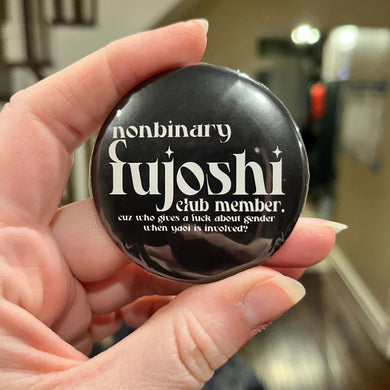 nonbinary
fujoshi
club member.
cuz who gives a fuck about gender
when yaoi is involved?